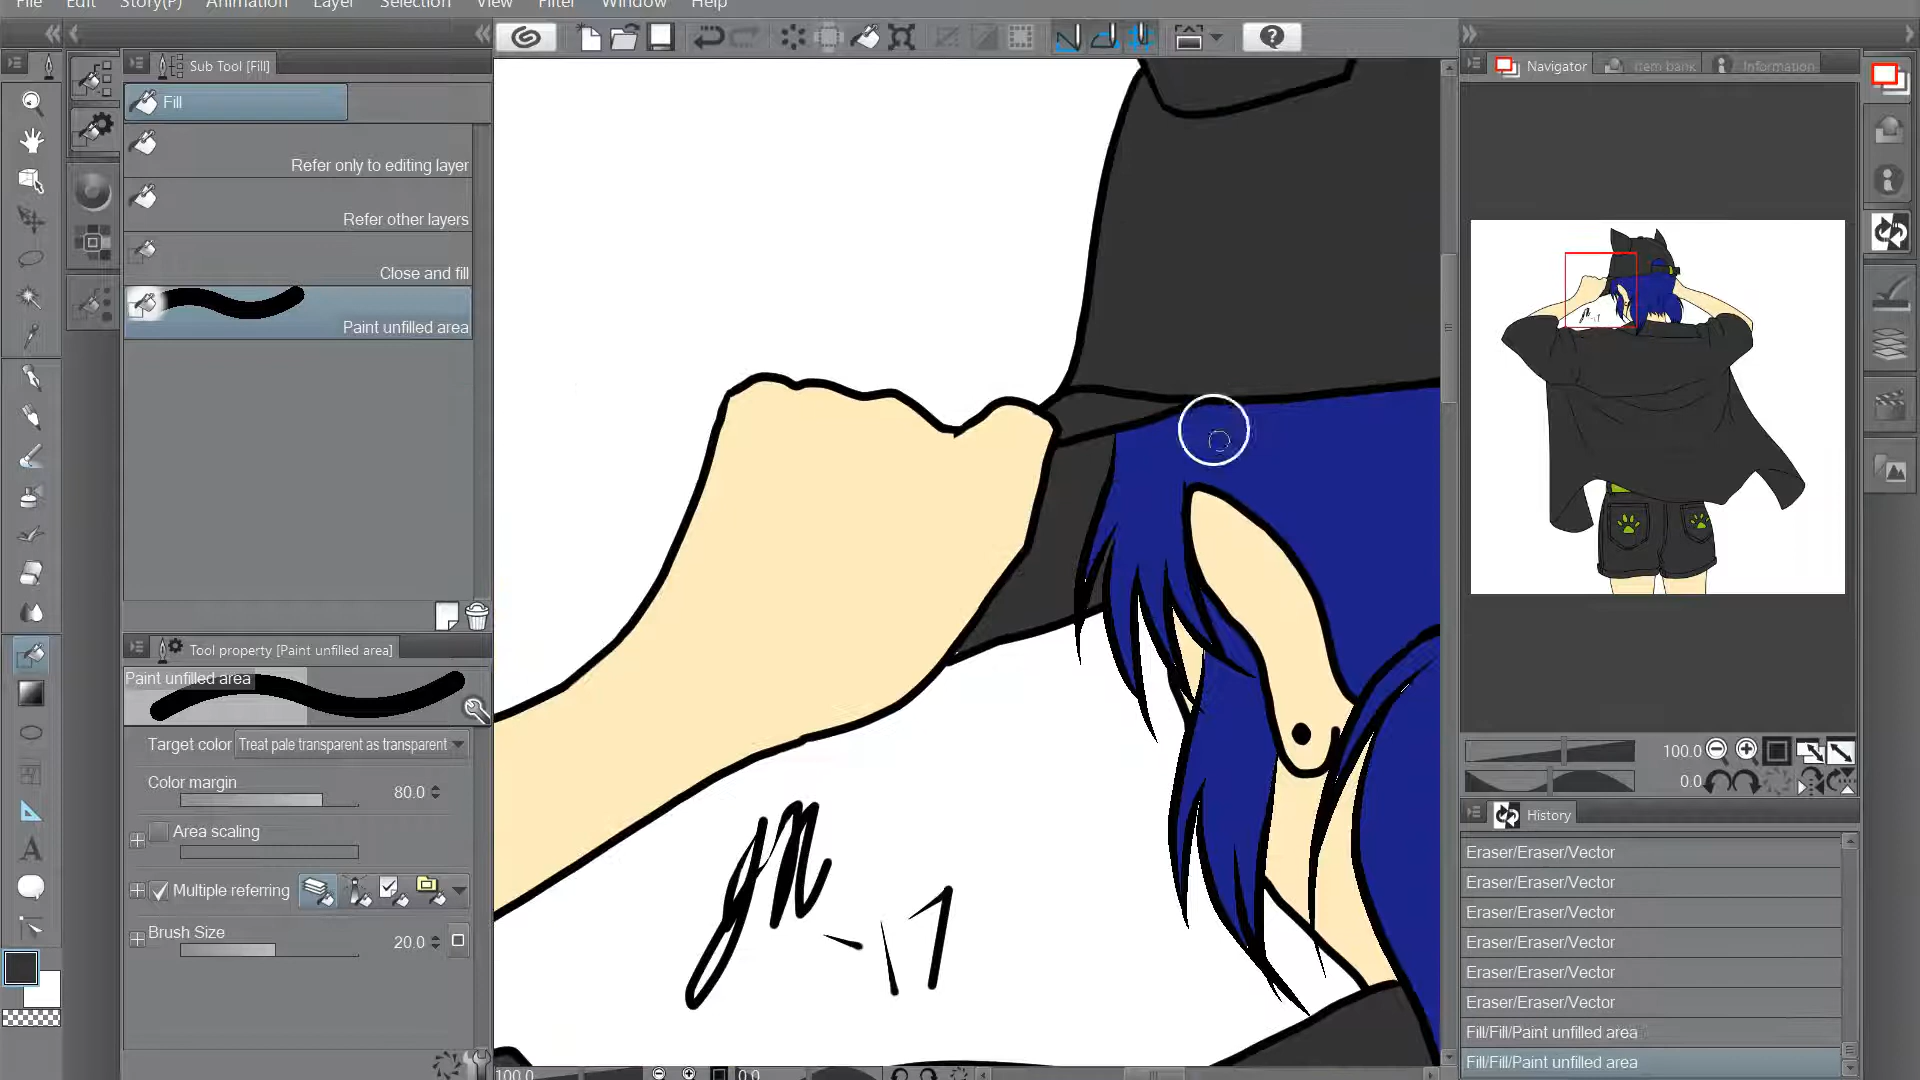 File Edit Story(P) Animation Layer Selection View Filter Window Help
Sub Tool [Fill]
Navigator Item bank Information
Fill
Refer only to editing layer
Refer other layers
Close and fill
Paint unfilled area
Tool property [Paint unfilled area]
Paint unfilled area
Target color Treat pale transparent as transparent
Color margin 80.0
Area scaling
Multiple referring
Brush Size 20.0
-17
100.0
0.0
100.0
0.0
History
Eraser/Eraser/Vector
Eraser/Eraser/Vector
Eraser/Eraser/Vector
Eraser/Eraser/Vector
Eraser/Eraser/Vector
Eraser/Eraser/Vector
Fill/Fill/Paint unfilled area
Fill/Fill/Paint unfilled area